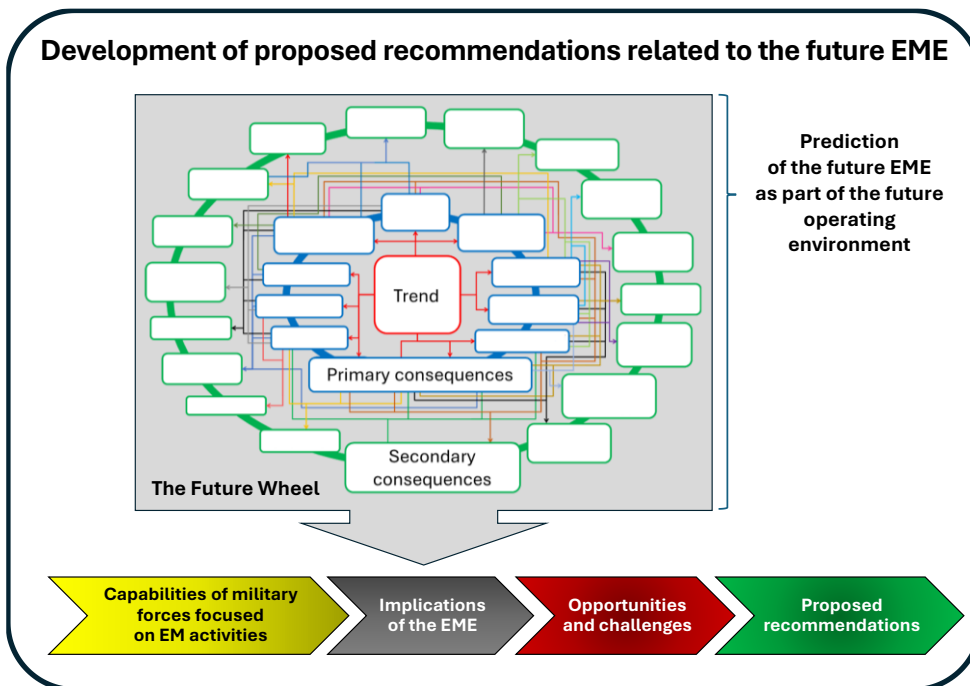 Development of proposed recommendations related to the future EME
Prediction
of the future EME
as part of the future
operating
environment
Trend
Primary consequences
Secondary
consequences
The Future Wheel
Capabilities of military
forces focused
on EM activities
Implications
of the EME
Opportunities
and challenges
Proposed
recommendations